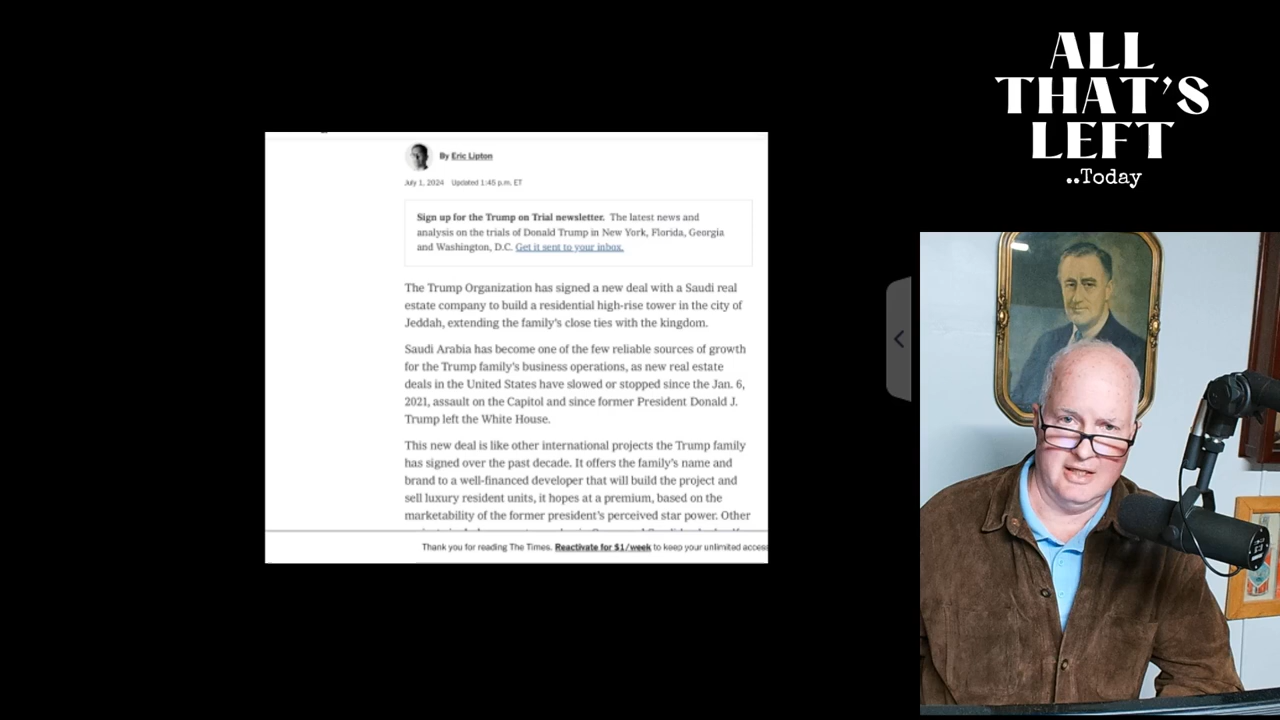 By Eric Lipton
July 1, 2024 Updated 1:45 p.m. ET
Sign up for the Trump on Trial newsletter. The latest news and
analysis on the trials of Donald Trump in New York, Florida, Georgia
and Washington, D.C. Get it sent to your inbox.
The Trump Organization has signed a new deal with a Saudi real
estate company to build a residential high-rise tower in the city of
Jeddah, extending the family's close ties with the kingdom.
Saudi Arabia has become one of the few reliable sources of growth
for the Trump family's business operations, as new real estate
deals in the United States have slowed or stopped since the Jan. 6,
2021, assault on the Capitol and since former President Donald J.
Trump left the White House.
This new deal is like other international projects the Trump family
has signed over the past decade. It offers the family's name and
brand to a well-financed developer that will build the project and
sell luxury resident units, it hopes at a premium, based on the
marketability of the former president's perceived star power. Other
Thank you for reading The Times. Reactivate for $1/week to keep your unlimited access
ALL
THAT'S
LEFT
..Today